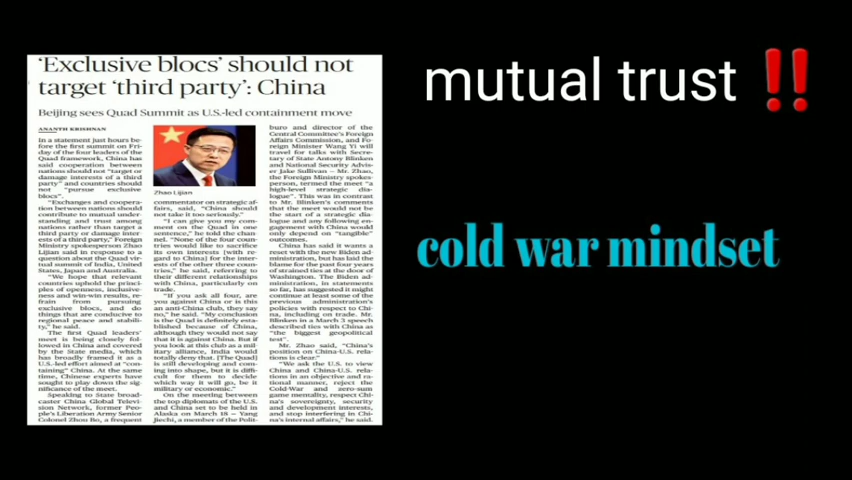 'Exclusive blocs' should not
target 'third party': China
Beijing sees Quad Summit as U.S.-led containment move
ANANTH KRISHNAN
In a statement just hours be-
fore the first summit on Fri-
day of the four leaders of the
Quad framework, China has
said cooperation between
nations should not "target or
damage interests of a third
party" and countries should
not "pursue exclusive
blocs".
"Exchanges and coopera-
tion between nations should
contribute to mutual under-
standing and trust among
nations rather than target a
third party or damage inter-
ests of a third party," Foreign
Ministry spokesperson Zhao
Lijian said in response to a
question about the Quad vir-
tual summit of India, United
States, Japan and Australia.
"We hope that relevant
countries uphold the princi-
ples of openness, inclusive-
ness and win-win results, re-
frain from pursuing
exclusive blocs, and do
things that are conducive to
regional peace and stabili-
ty," he said.
The first Quad leaders'
meet is being closely fol-
lowed in China and covered
by the State media, which
has broadly framed it as a
U.S.-led effort aimed at "con-
taining" China. At the same
time, Chinese experts have
sought to play down the sig-
nificance of the meet.
Speaking to State broad-
caster China Global Televi-
sion Network, former Peo-
ple's Liberation Army Senior
Colonel Zhou Bo, a frequent
Zhao Lijian
commentator on strategic af-
fairs, said, "China should
not take it too seriously."
"I can give you my com-
ment on the Quad in one
sentence," he told the chan-
nel. "None of the four coun-
tries would like to sacrifice
its own interests [with re-
gard to China] for the inter-
ests of the other three coun-
tries," he said, referring to
their different relationships
with China, particularly on
trade.
"If you ask all four, are
you against China or is this
an anti-China club, they say
no," he said. "My conclusion
is the Quad is definitely esta-
blished because of China,
although they would not say
that it is against China. But if
you look at this club as a mil-
itary alliance, India would
totally deny that. [The Quad]
is still developing and com-
ing into shape, but it is diffi-
cult for them to decide
which way it will go, be it
military or economic."
On the meeting between
the top diplomats of the U.S.
and China set to be held in
Alaska on March 18 – Yang
Jiechi, a member of the Polit-
buro and director of the
Central Committee's Foreign
Affairs Commission, and Fo-
reign Minister Wang Yi will
travel for talks with Secre-
tary of State Antony Blinken
and National Security Advis-
er Jake Sullivan – Mr. Zhao,
the Foreign Ministry spokes-
person, termed the meet "a
high-level strategic dia-
logue". This was in contrast
to Mr. Blinken's comments
that the meet would not be
the start of a strategic dia-
logue and any following en-
gagement with China would
only depend on "tangible"
outcomes.
China has said it wants a
reset with the new Biden ad-
ministration, but has laid the
blame for the past four years
of strained ties at the door of
Washington. The Biden ad-
ministration, in statements
so far, has suggested it might
continue at least some of the
previous administration's
policies with respect to Chi-
na, including on trade. Mr.
Blinken in a March 3 speech
described ties with China as
"the biggest geopolitical
test".
Mr. Zhao said, "China's
position on China-U.S. rela-
tions is clear."
"We ask the U.S. to view
China and China-U.S. rela-
tions in an objective and ra-
tional manner, reject the
Cold-War and zero-sum
game mentality, respect Chi-
na's sovereignty, security
and development interests,
and stop interfering in Chi-
na's internal affairs," he said.
mutual trust ‼️
cold war mindset